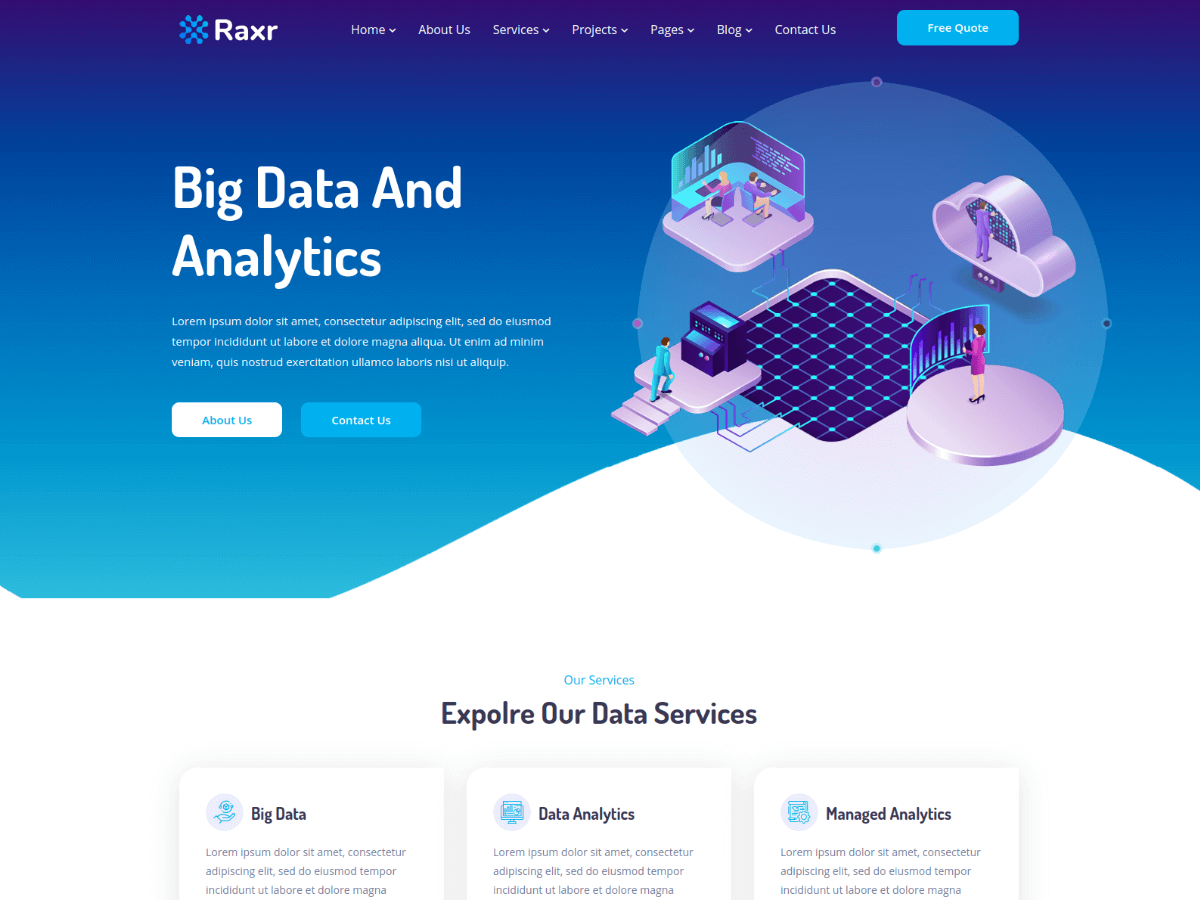 Raxr
Home
About Us
Services
Projects
Pages
Blog
Contact Us
Free Quote
Big Data And
Analytics
Lorem ipsum dolor sit amet, consectetur adipiscing elit, sed do eiusmod
tempor incididunt ut labore et dolore magna aliqua. Ut enim ad minim
veniam, quis nostrud exercitation ullamco laboris nisi ut aliquip.
About Us
Contact Us
Our Services
Expolre Our Data Services
Big Data
Lorem ipsum dolor sit amet,
adipiscing elit, sed do eiusmod
incididunt ut labore et dolore magna
Data Analytics
Lorem ipsum dolor sit amet,
adipiscing elit, sed do eiusmod tempor
incididunt ut labore et dolore magna
Managed Analytics
Lorem ipsum dolor sit amet, consectetur
adipiscing elit, sed do eiusmod tempor
incididunt ut labore et dolore magna